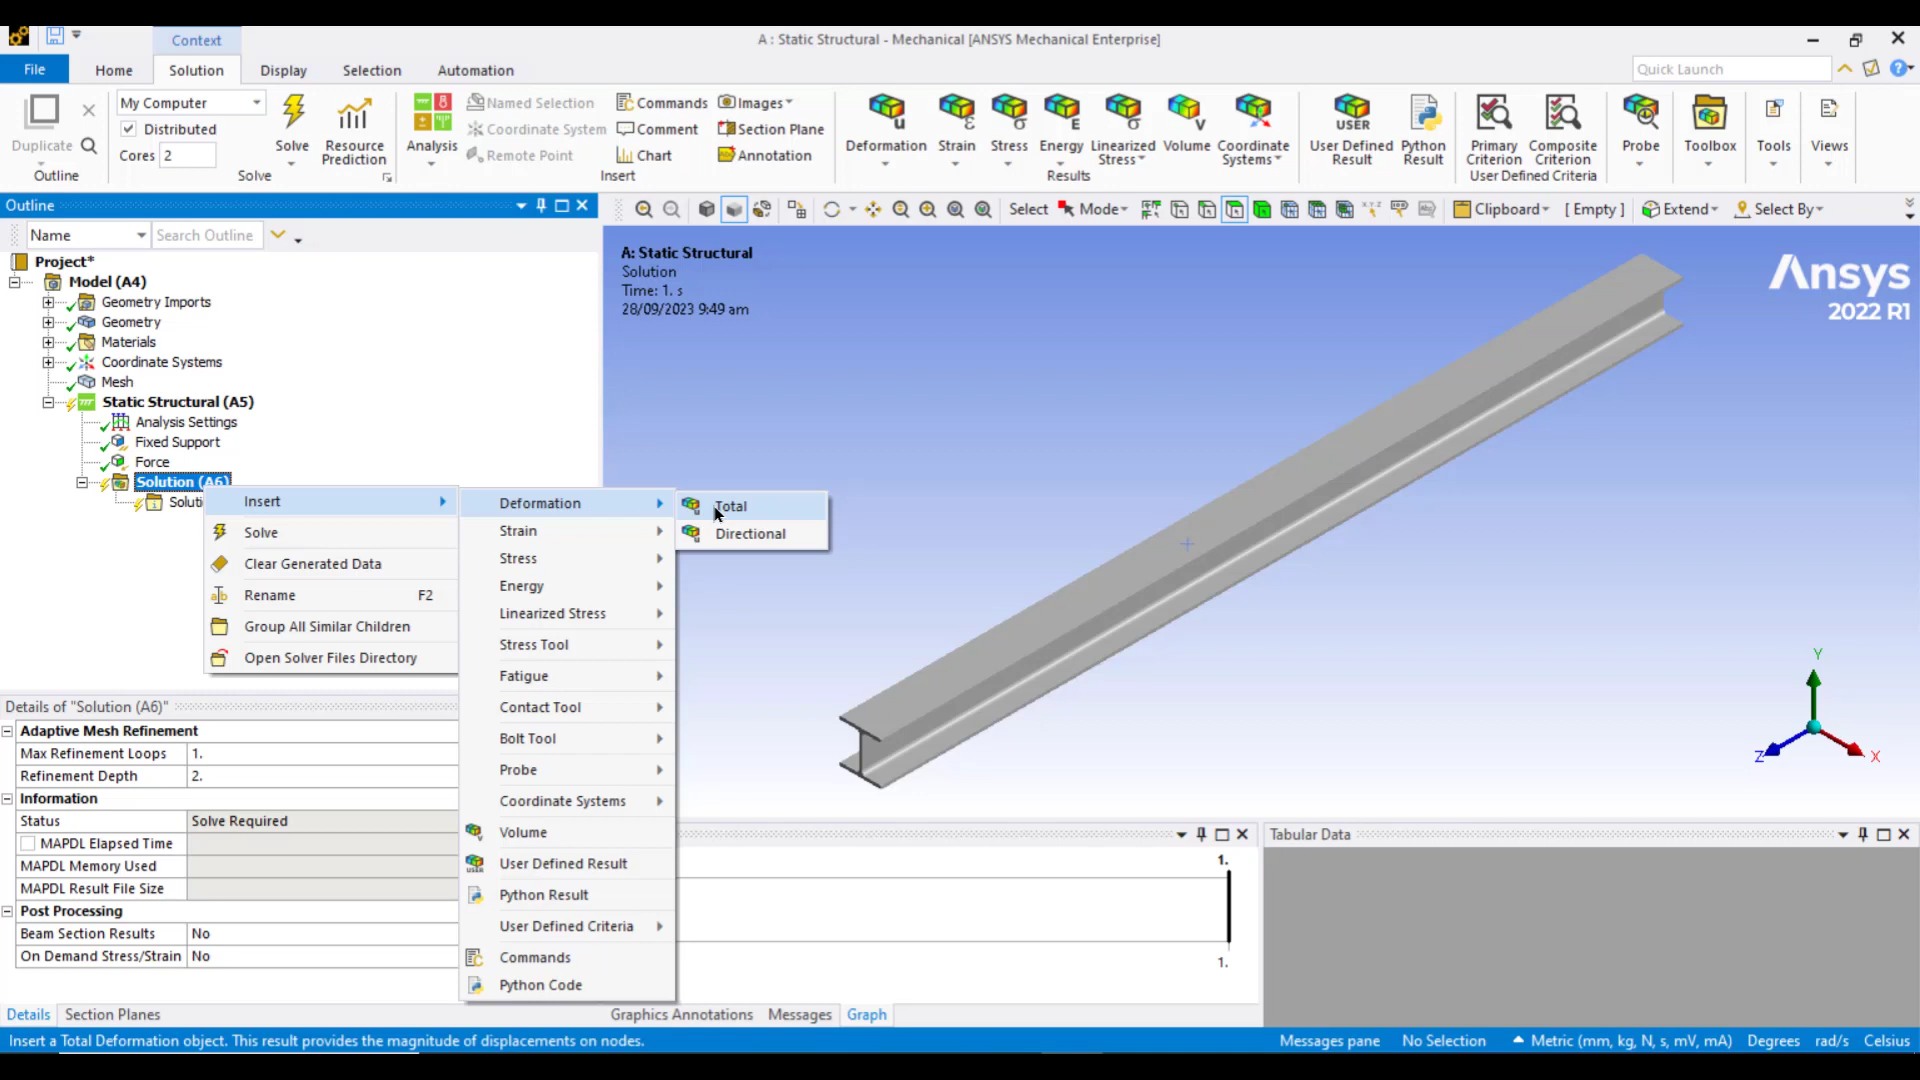 Context
A : Static Structural - Mechanical [ANSYS Mechanical Enterprise]
File Home Solution Display Selection Automation
Quick Launch
Duplicate
Outline
My Computer
Distributed
Cores 2
Solve
Resource Prediction
Solve
Analysis
Named Selection
Coordinate System
Remote Point
Commands
Comment
Chart
Images
Section Plane
Annotation
Insert
Deformation
Strain
Stress
Energy
Linearized Stress
Volume
Coordinate Systems
Results
User Defined Result
Python Result
Primary Criterion
Composite Criterion
User Defined Criteria
Probe
Toolbox
Tools
Views
Outline
Select Mode Clipboard [ Empty ] Extend Select By
Name Search Outline
Project*
Model (A4)
Geometry Imports
Geometry
Materials
Coordinate Systems
Mesh
Static Structural (A5)
Analysis Settings
Fixed Support
Force
Solution (A6)
Soluti
Insert
Solve
Clear Generated Data
Rename F2
Group All Similar Children
Open Solver Files Directory
Deformation
Strain
Stress
Energy
Linearized Stress
Stress Tool
Fatigue
Contact Tool
Bolt Tool
Probe
Coordinate Systems
Volume
User Defined Result
Python Result
User Defined Criteria
Commands
Python Code
Total
Directional
A: Static Structural
Solution
Time: 1. s
28/09/2023 9:49 am
Ansys
2022 R1
Y
Z
X
Details of "Solution (A6)"
Adaptive Mesh Refinement
Max Refinement Loops 1.
Refinement Depth 2.
Information
Status Solve Required
MAPDL Elapsed Time
MAPDL Memory Used
MAPDL Result File Size
Post Processing
Beam Section Results No
On Demand Stress/Strain No
Details Section Planes
1.
1.
Tabular Data
Graphics Annotations Messages Graph
Insert a Total Deformation object. This result provides the magnitude of displacements on nodes.
Messages pane No Selection Metric (mm, kg, N, s, mV, mA) Degrees rad/s Celsius